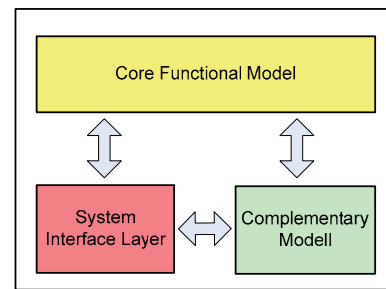 Core Functional Model
System
Interface Layer
Complementary
Modell